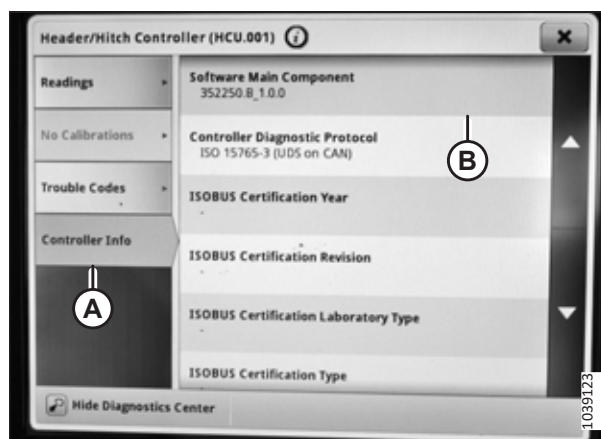 Header/Hitch Controller (HCU.001) i
Readings
No Calibrations
Trouble Codes
Controller Info
A
Software Main Component
352250.B_1.0.0
B
Controller Diagnostic Protocol
ISO 15765-3 (UDS on CAN)
ISOBUS Certification Year
-
ISOBUS Certification Revision
-
ISOBUS Certification Laboratory Type
-
ISOBUS Certification Type
Hide Diagnostics Center
1039123